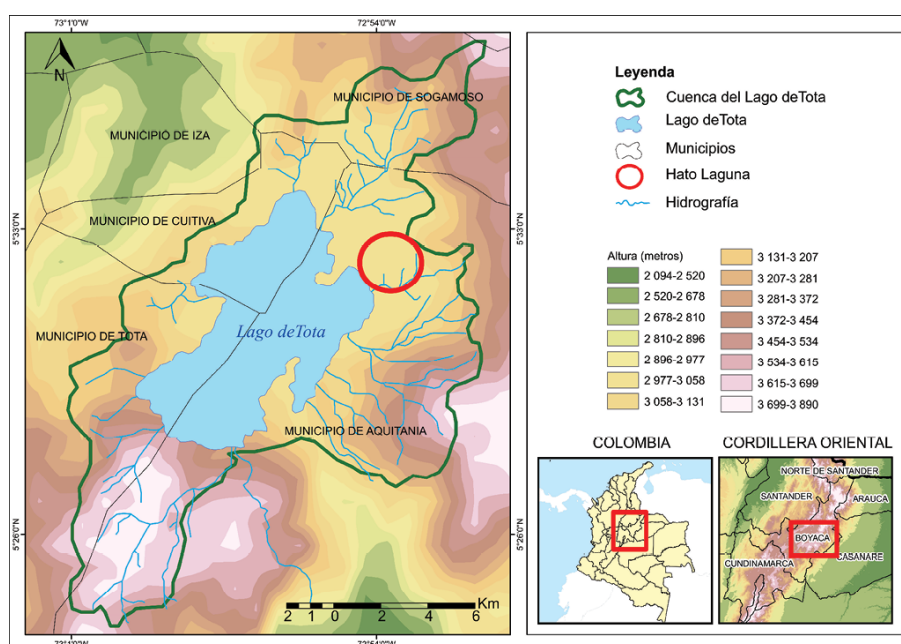 73°1'0"W
72°54'0"W
N
MUNICIPIO DE SOGAMOSO
MUNICIPIO DE IZA
MUNICIPIO DE CUITIVA
5°33'0"N
5°33'0"N
MUNICIPIO DE TOTA
Lago deTota
MUNICIPIO DE AQUITANIA
5°26'0"N
5°26'0"N
2 1 0 2 4 6
Km
73°1'0"W
72°54'0"W
Leyenda
Cuenca del Lago deTota
Lago deTota
Municipios
Hato Laguna
Hidrografía
Altura (metros)
2 094-2 520
2 520-2 678
2 678-2 810
2 810-2 896
2 896-2 977
2 977-3 058
3 058-3 131
3 131-3 207
3 207-3 281
3 281-3 372
3 372-3 454
3 454-3 534
3 534-3 615
3 615-3 699
3 699-3 890
COLOMBIA
CORDILLERA ORIENTAL
NORTE DE SANTANDER
SANTANDER
ARAUCA
BOYACA
CASANARE
CUNDINAMARCA